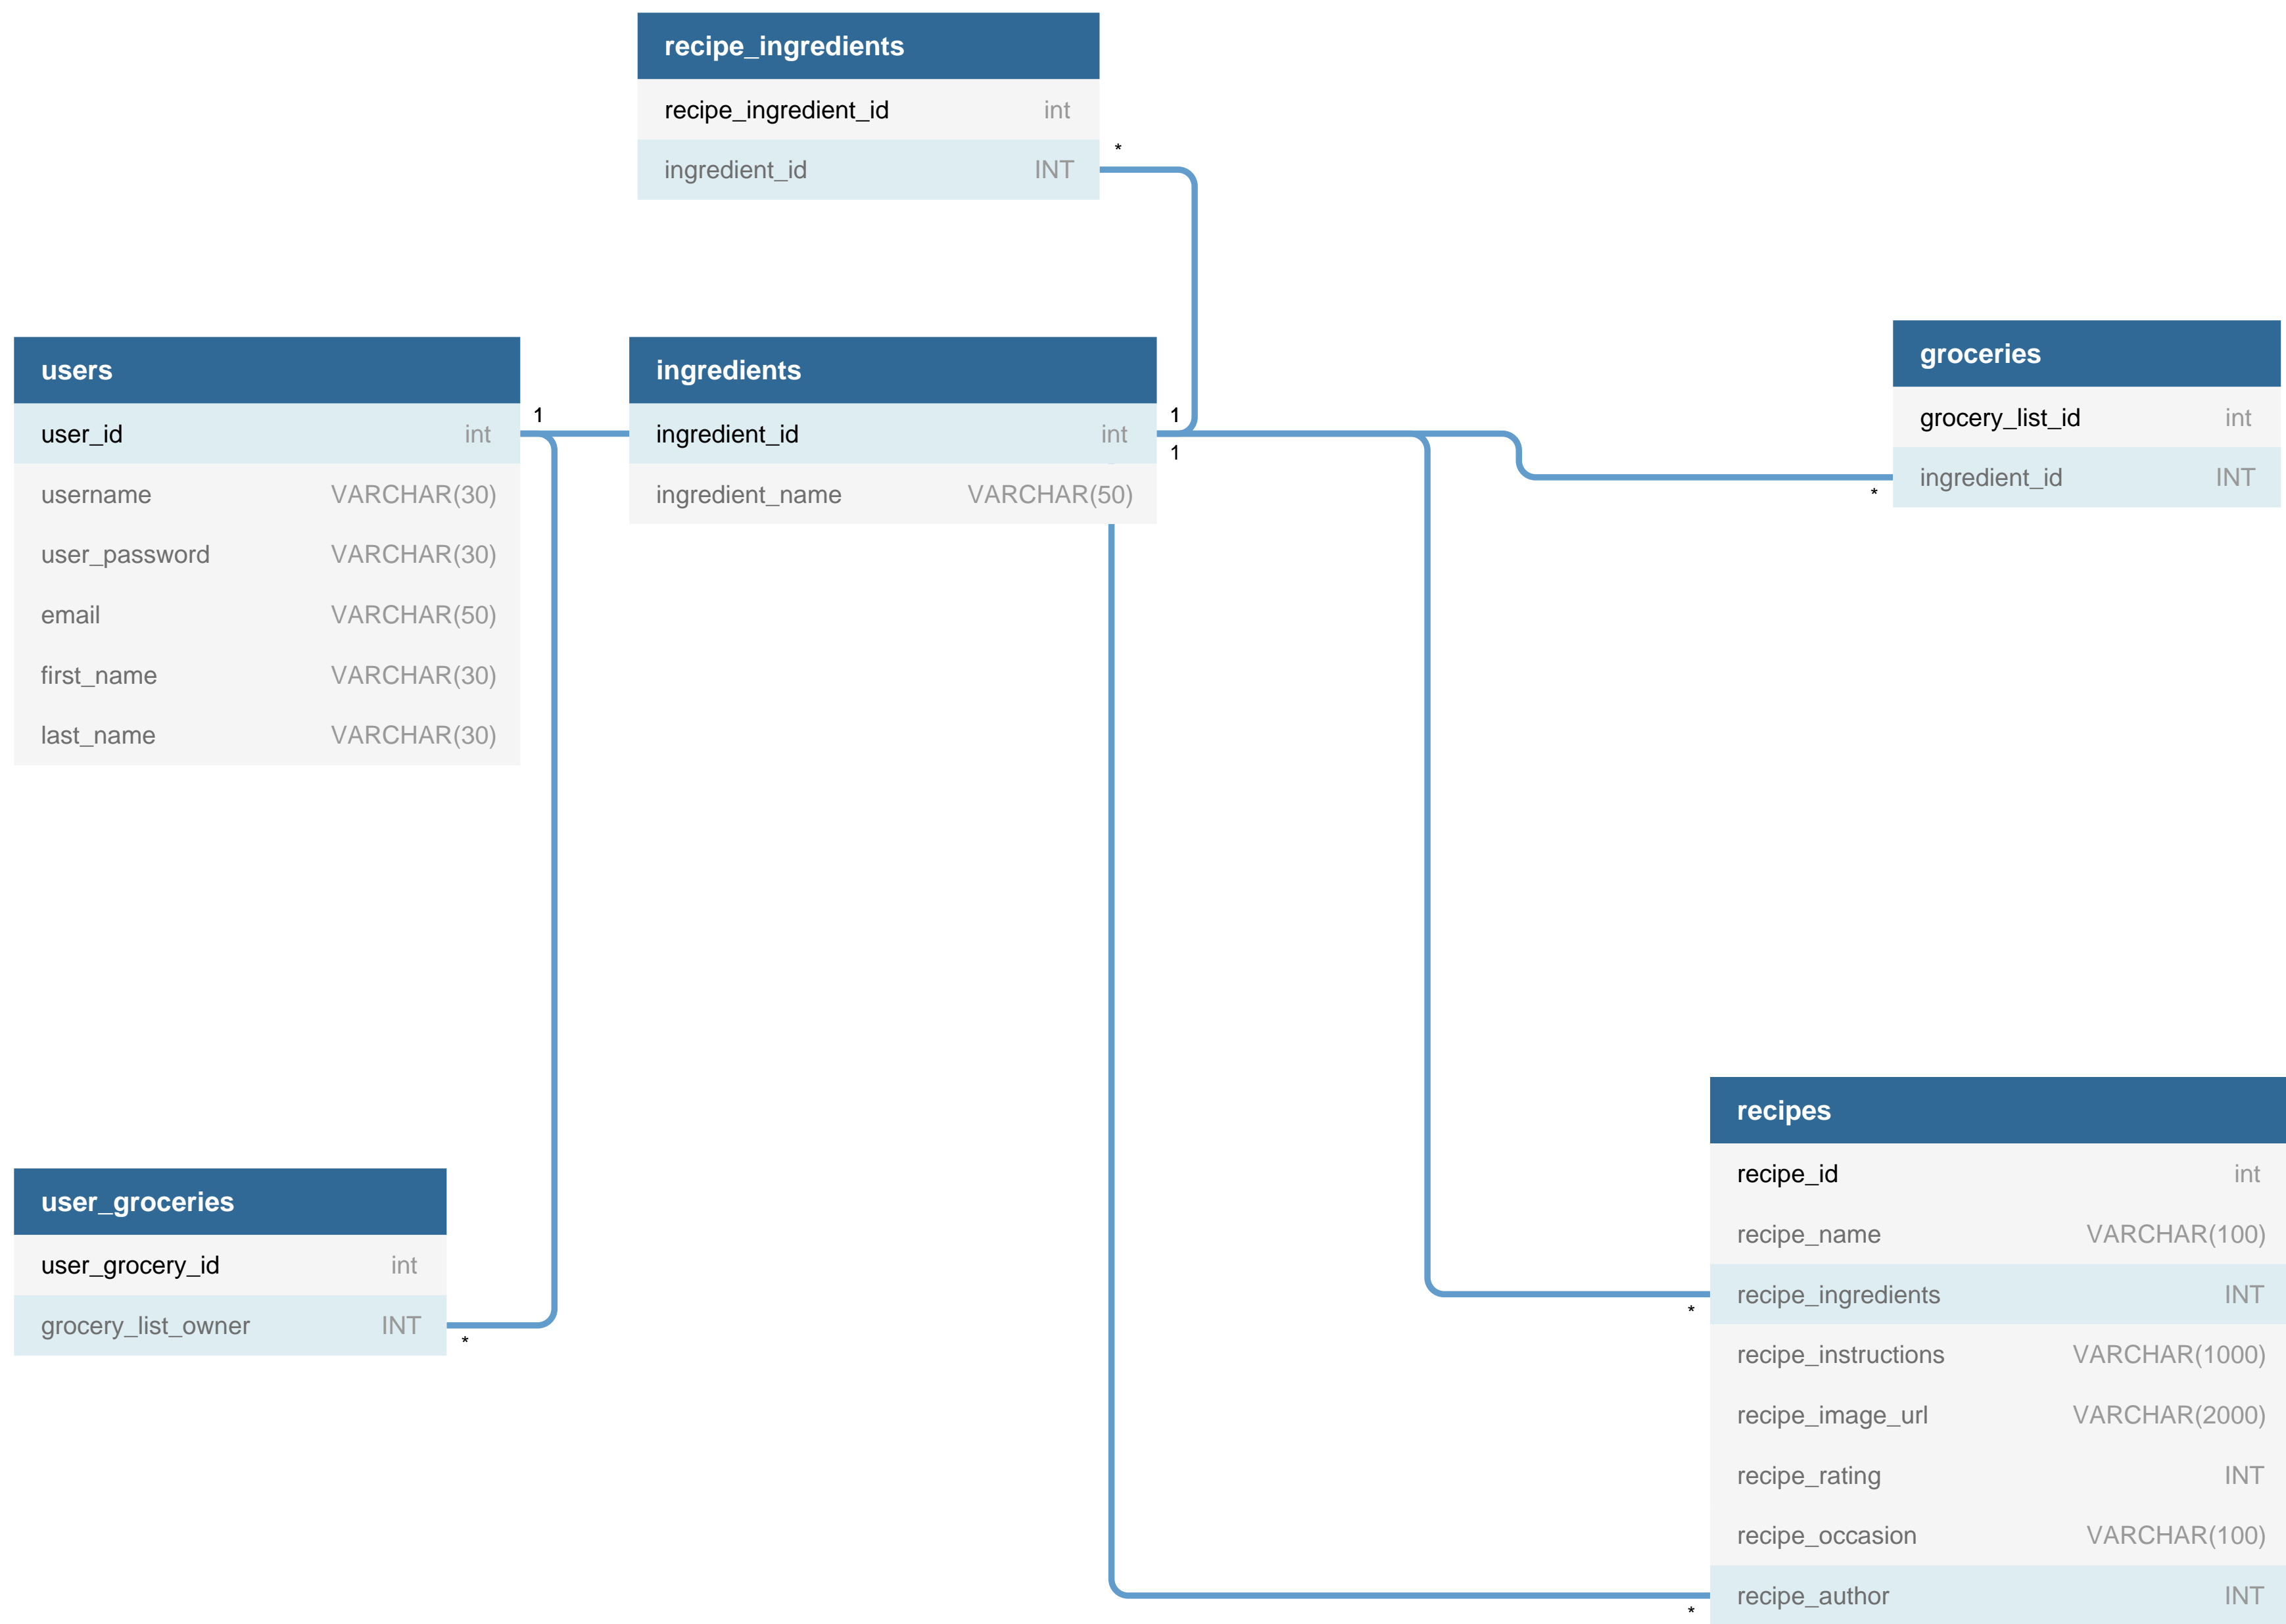 recipe_ingredients
recipe_ingredient_id int
ingredient_id INT
*
users
user_id int
username VARCHAR(30)
user_password VARCHAR(30)
email VARCHAR(50)
first_name VARCHAR(30)
last_name VARCHAR(30)
1
ingredients
ingredient_id int
ingredient_name VARCHAR(50)
1
1
groceries
grocery_list_id int
ingredient_id INT
*
user_groceries
user_grocery_id int
grocery_list_owner INT
*
recipes
recipe_id int
recipe_name VARCHAR(100)
recipe_ingredients INT
*
recipe_instructions VARCHAR(1000)
recipe_image_url VARCHAR(2000)
recipe_rating INT
recipe_occasion VARCHAR(100)
recipe_author INT
*